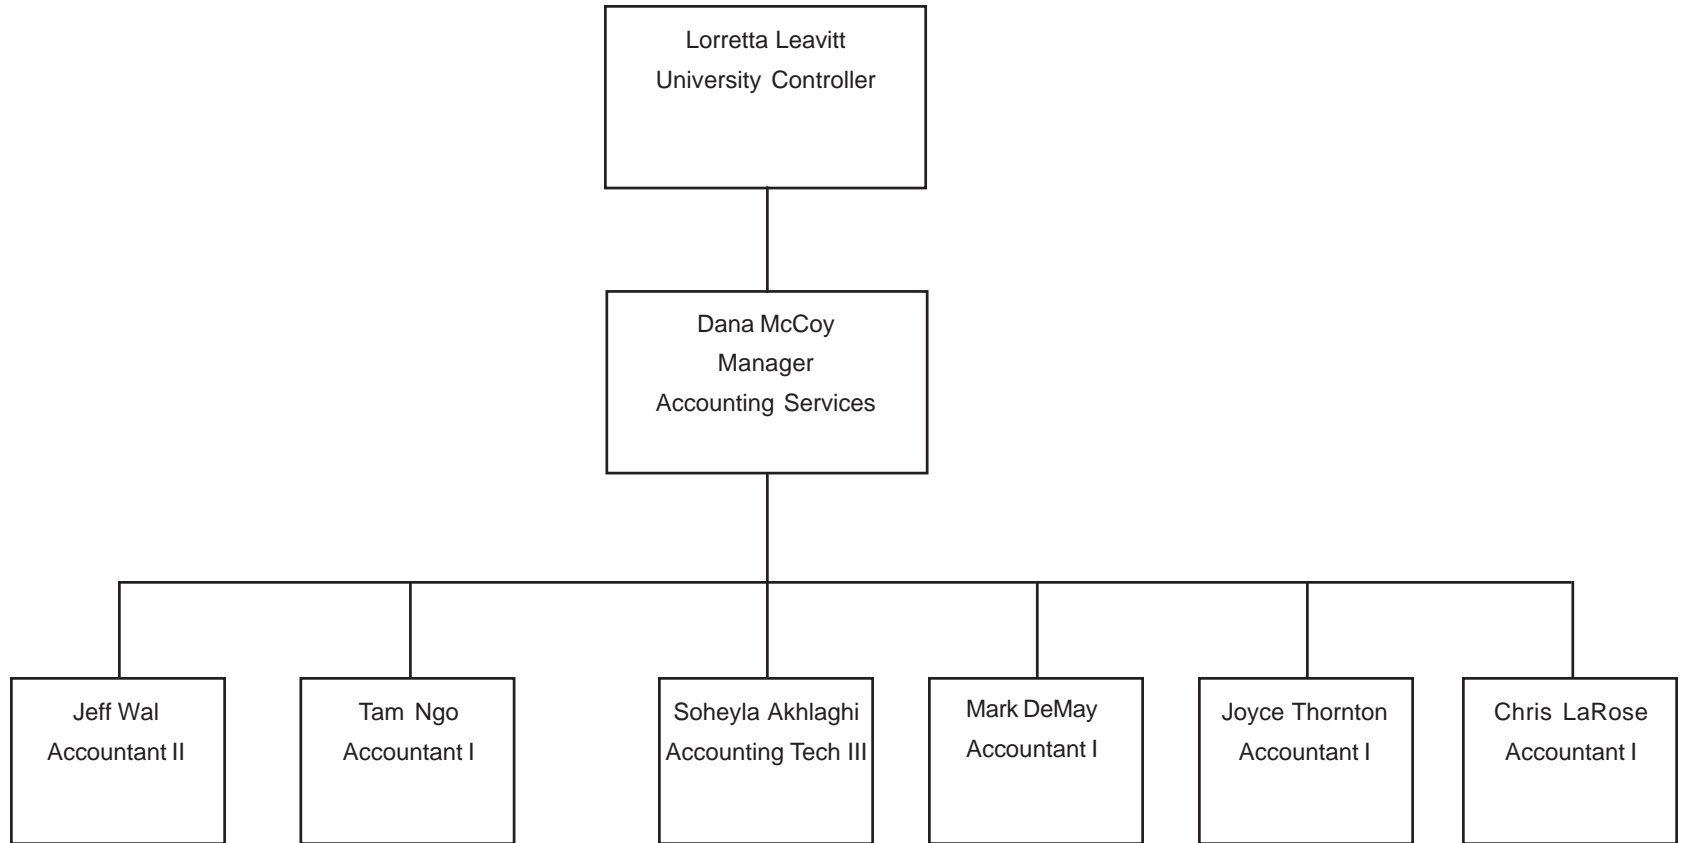 Lorretta Leavitt
University Controller
Dana McCoy
Manager
Accounting Services
Jeff Wal
Accountant II
Tam Ngo
Accountant I
Soheyla Akhlaghi
Accounting Tech III
Mark DeMay
Accountant I
Joyce Thornton
Accountant I
Chris LaRose
Accountant I